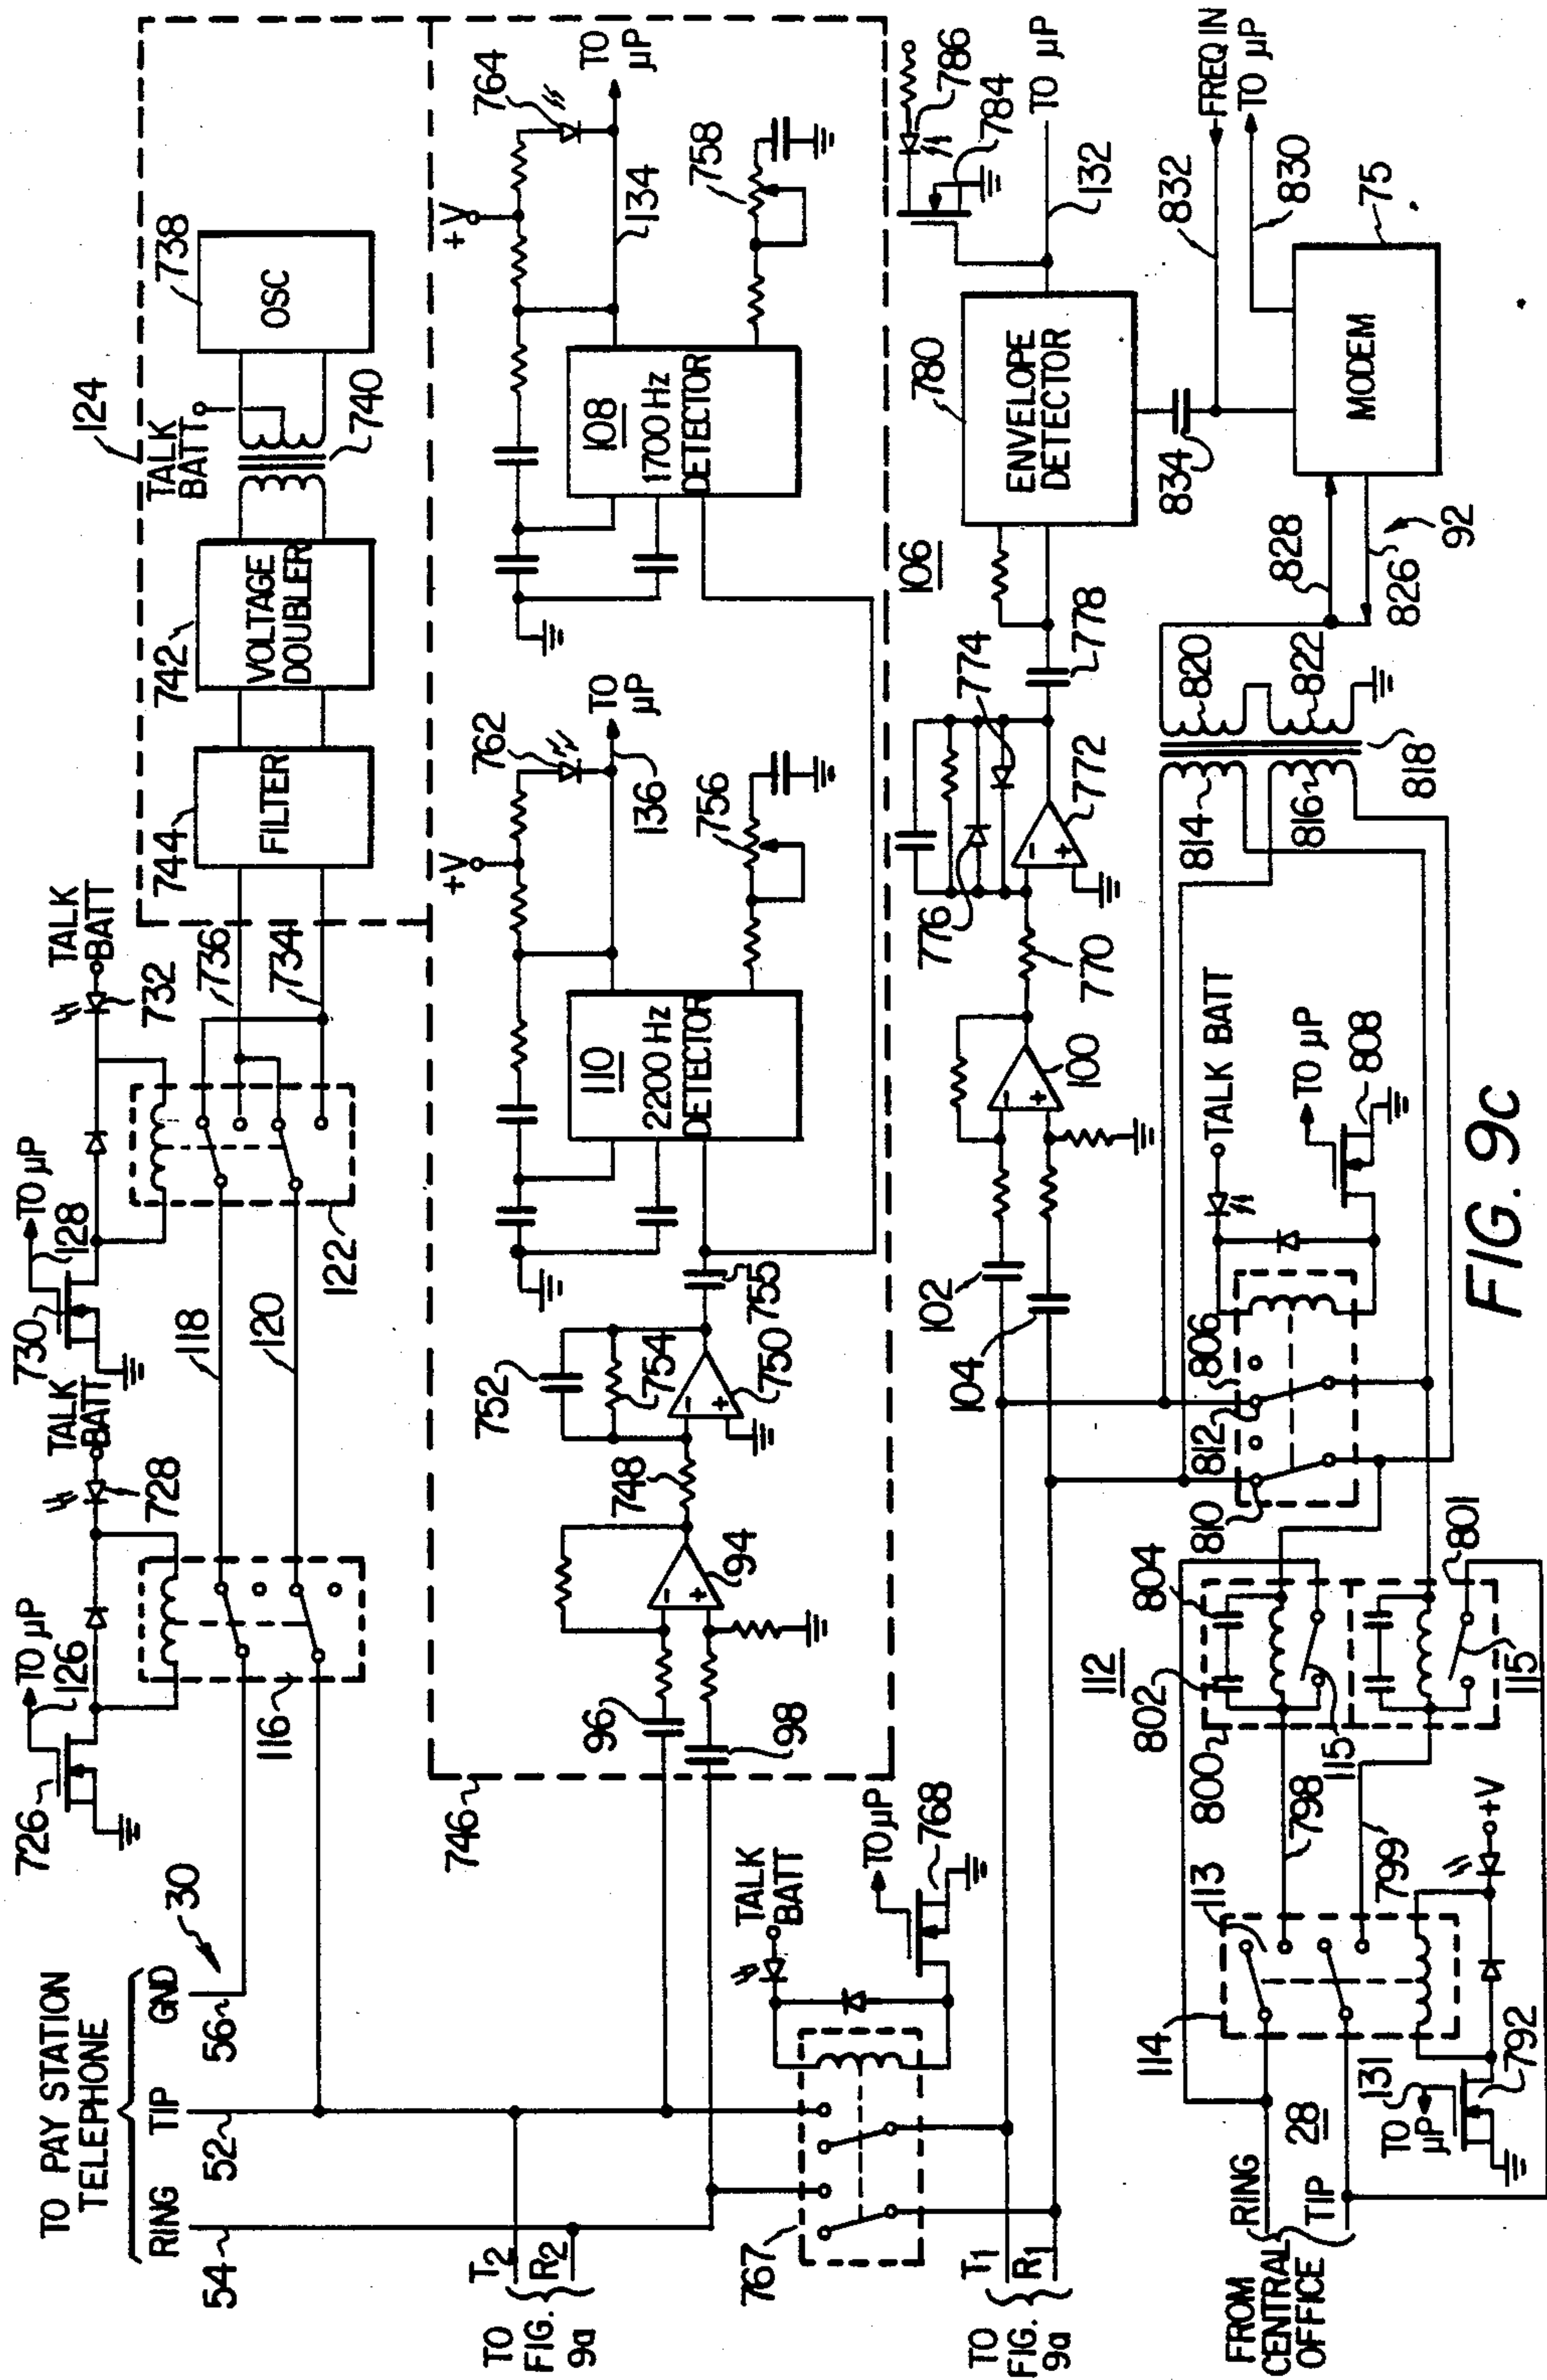 TO PAY STATION
TELEPHONE
RING TIP GND
54
52
56
30
726
TO μP
126
728
TALK
BATT
116
118
120
730
TO μP
128
732
TALK
BATT
122
736
734
124
744
FILTER
742
VOLTAGE
DOUBLER
TALK
BATT
740
738
OSC
746
96
98
94
748
752
754
750
755
110
2200 Hz
DETECTOR
+V
762
TO
μP
136
756
108
1700 Hz
DETECTOR
+V
764
TO
μP
134
758
T2
R2
TO
FIG.
9a
767
TALK
BATT
TO μP
768
T1
R1
TO
FIG.
9a
102
104
100
770
776
774
772
778
106
780
ENVELOPE
DETECTOR
786
784
TO μP
132
834
832
FREQ IN
TO μP
830
MODEM
75
828
826
92
820
822
818
814
816
FROM
CENTRAL
OFFICE
RING
TIP
28
114
113
131
TO
μP
792
+V
798
799
112
800
802
804
115
115
801
810
812
806
TALK BATT
TO μP
808
FIG. 9c